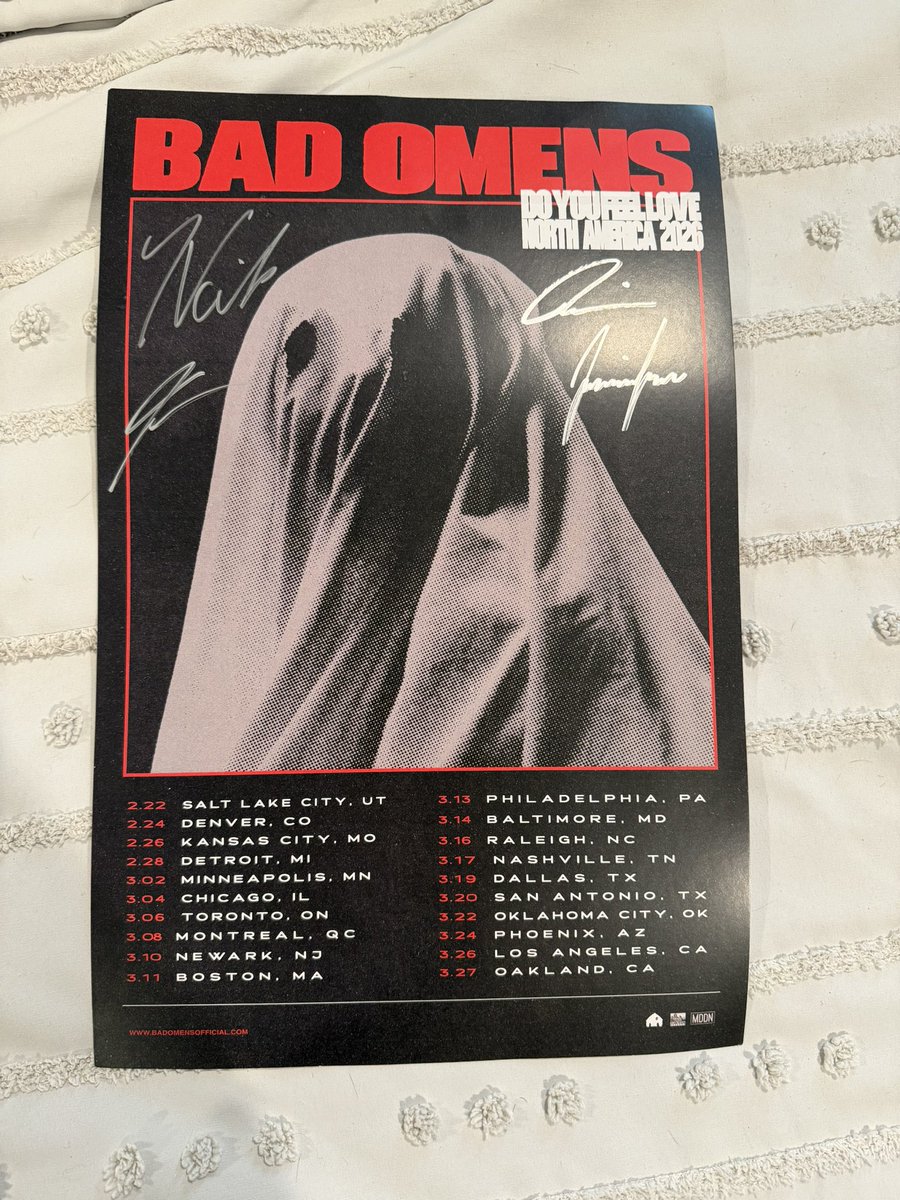 BAD OMENS
DO YOU FEEL LOVE
NORTH AMERICA 2026
2.22 SALT LAKE CITY, UT
2.24 DENVER, CO
2.26 KANSAS CITY, MO
2.28 DETROIT, MI
3.02 MINNEAPOLIS, MN
3.04 CHICAGO, IL
3.06 TORONTO, ON
3.08 MONTREAL, QC
3.10 NEWARK, NJ
3.11 BOSTON, MA
3.13 PHILADELPHIA, PA
3.14 BALTIMORE, MD
3.16 RALEIGH, NC
3.17 NASHVILLE, TN
3.19 DALLAS, TX
3.20 SAN ANTONIO, TX
3.22 OKLAHOMA CITY, OK
3.24 PHOENIX, AZ
3.26 LOS ANGELES, CA
3.27 OAKLAND, CA
WWW.BADOMENSOFFICIAL.COM
MDDN